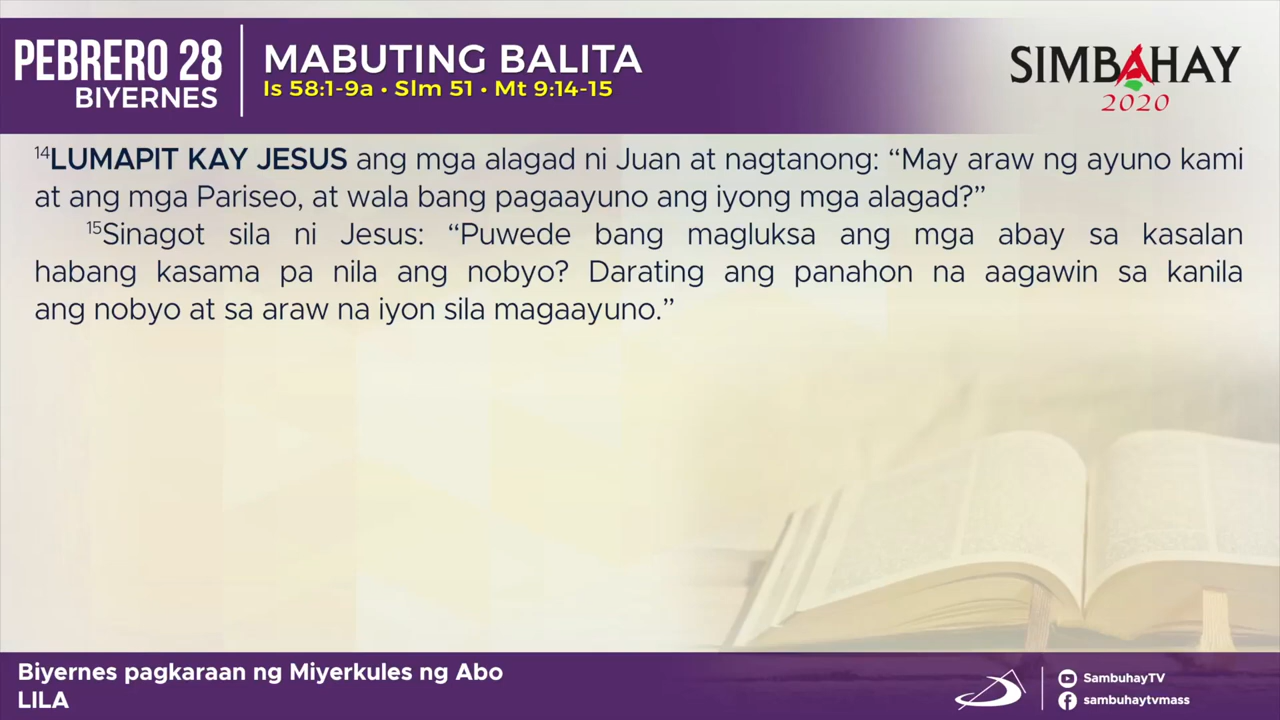 PEBRERO 28
BIYERNES
MABUTING BALITA
Is 58:1-9a • Slm 51 • Mt 9:14-15
SIMBAHAY
2020
14LUMAPIT KAY JESUS ang mga alagad ni Juan at nagtanong: “May araw ng ayuno kami
at ang mga Pariseo, at wala bang pagaayuno ang iyong mga alagad?”
15Sinagot sila ni Jesus: “Puwede bang magluksa ang mga abay sa kasalan
habang kasama pa nila ang nobyo? Darating ang panahon na aagawin sa kanila
ang nobyo at sa araw na iyon sila magaayuno.”
Biyernes pagkaraan ng Miyerkules ng Abo
LILA
SambuhayTV
sambuhaytvmass